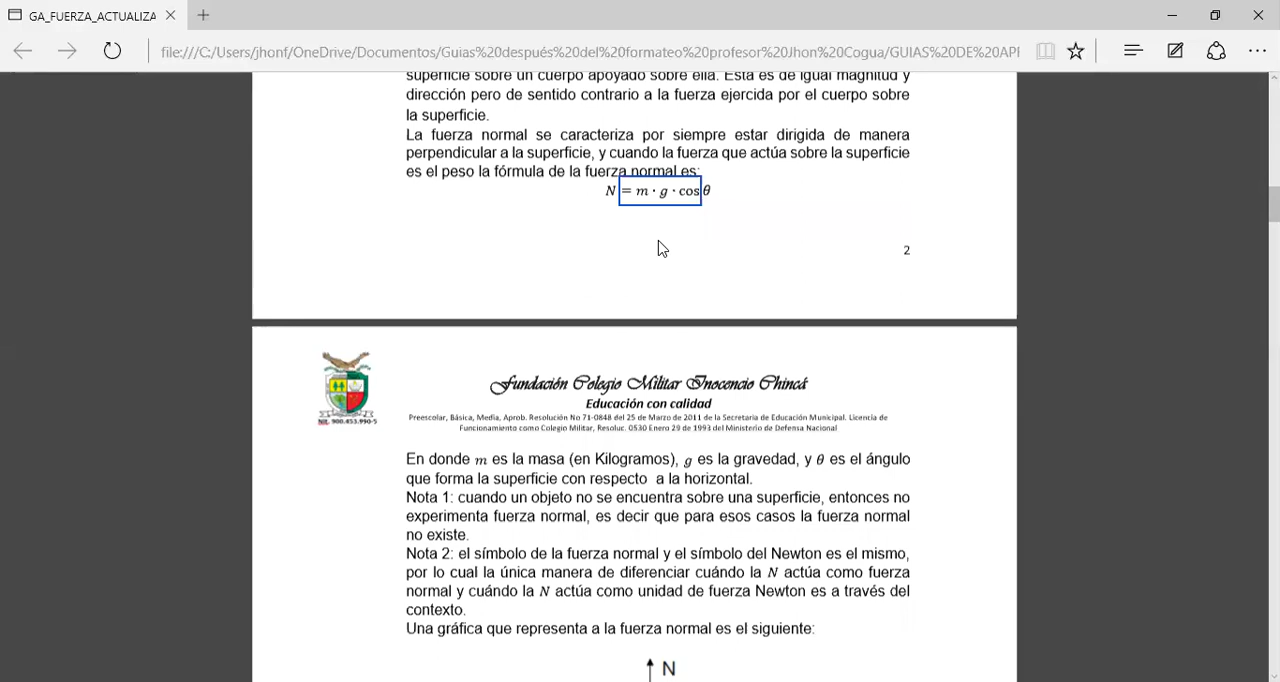 GA_FUERZA_ACTUALIZA
file:///C:/Users/jhonf/OneDrive/Documentos/Guias%20después%20del%20formateo%20profesor%20Jhon%20Cogua/GUIAS%20DE%20API
superficie sobre un cuerpo apoyado sobre ella. Esta es de igual magnitud y
dirección pero de sentido contrario a la fuerza ejercida por el cuerpo sobre
la superficie.
La fuerza normal se caracteriza por siempre estar dirigida de manera
perpendicular a la superficie, y cuando la fuerza que actúa sobre la superficie
es el peso la fórmula de la fuerza normal es:
N = m · g · cos θ
2
Fundación Colegio Militar Inocencio Chincá
Educación con calidad
Preescolar, Básica, Media, Aprob. Resolución No 71-0848 del 25 de Marzo de 2011 de la Secretaria de Educación Municipal. Licencia de
Funcionamiento como Colegio Militar, Resoluc. 0530 Enero 29 de 1993 del Ministerio de Defensa Nacional
Nit. 900.453.990-5
En donde m es la masa (en Kilogramos), g es la gravedad, y θ es el ángulo
que forma la superficie con respecto a la horizontal.
Nota 1: cuando un objeto no se encuentra sobre una superficie, entonces no
experimenta fuerza normal, es decir que para esos casos la fuerza normal
no existe.
Nota 2: el símbolo de la fuerza normal y el símbolo del Newton es el mismo,
por lo cual la única manera de diferenciar cuándo la N actúa como fuerza
normal y cuándo la N actúa como unidad de fuerza Newton es a través del
contexto.
Una gráfica que representa a la fuerza normal es el siguiente:
N